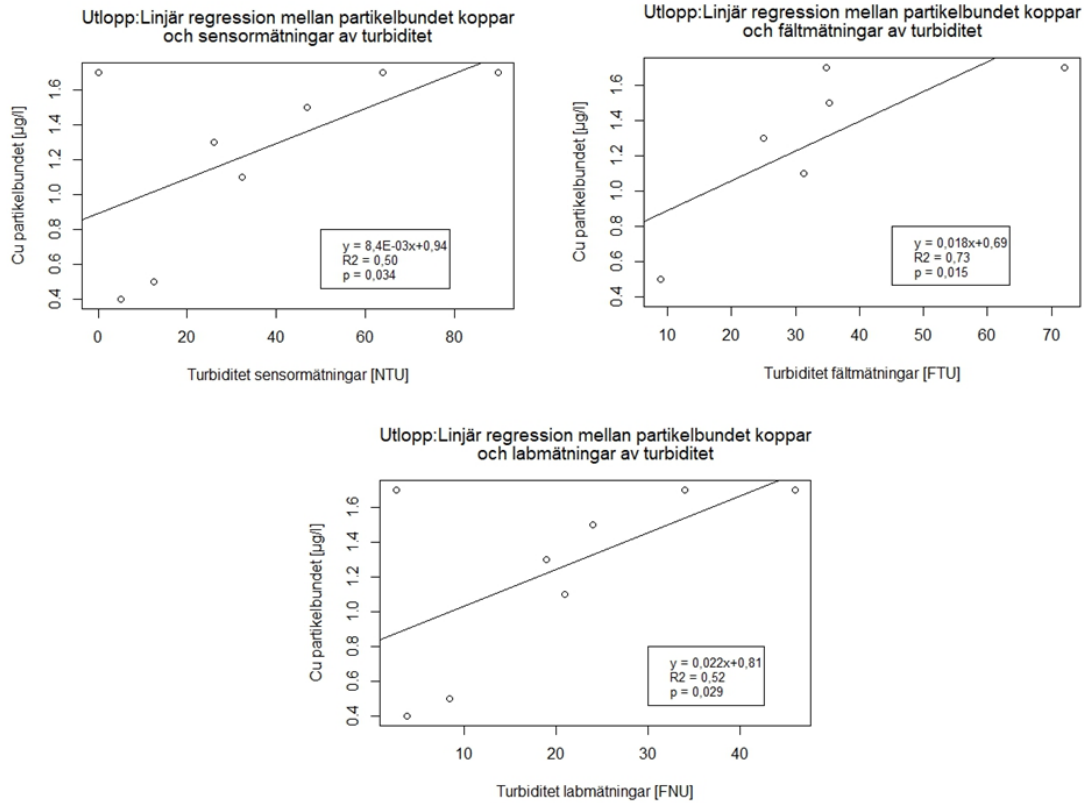 Utlopp:Linjär regression mellan partikelbundet koppar
och sensormätningar av turbiditet
Cu partikelbundet [µg/l]
1.6
1.4
1.2
1.0
0.8
0.6
0.4
y = 8,4E-03x+0,94
R2 = 0,50
p = 0,034
0 20 40 60 80
Turbiditet sensormätningar [NTU]
Utlopp:Linjär regression mellan partikelbundet koppar
och fältmätningar av turbiditet
Cu partikelbundet [µg/l]
1.6
1.4
1.2
1.0
0.8
0.6
0.4
y = 0,018x+0,69
R2 = 0,73
p = 0,015
10 20 30 40 50 60 70
Turbiditet fältmätningar [FTU]
Utlopp:Linjär regression mellan partikelbundet koppar
och labmätningar av turbiditet
Cu partikelbundet [µg/l]
1.6
1.4
1.2
1.0
0.8
0.6
0.4
y = 0,022x+0,81
R2 = 0,52
p = 0,029
10 20 30 40
Turbiditet labmätningar [FNU]